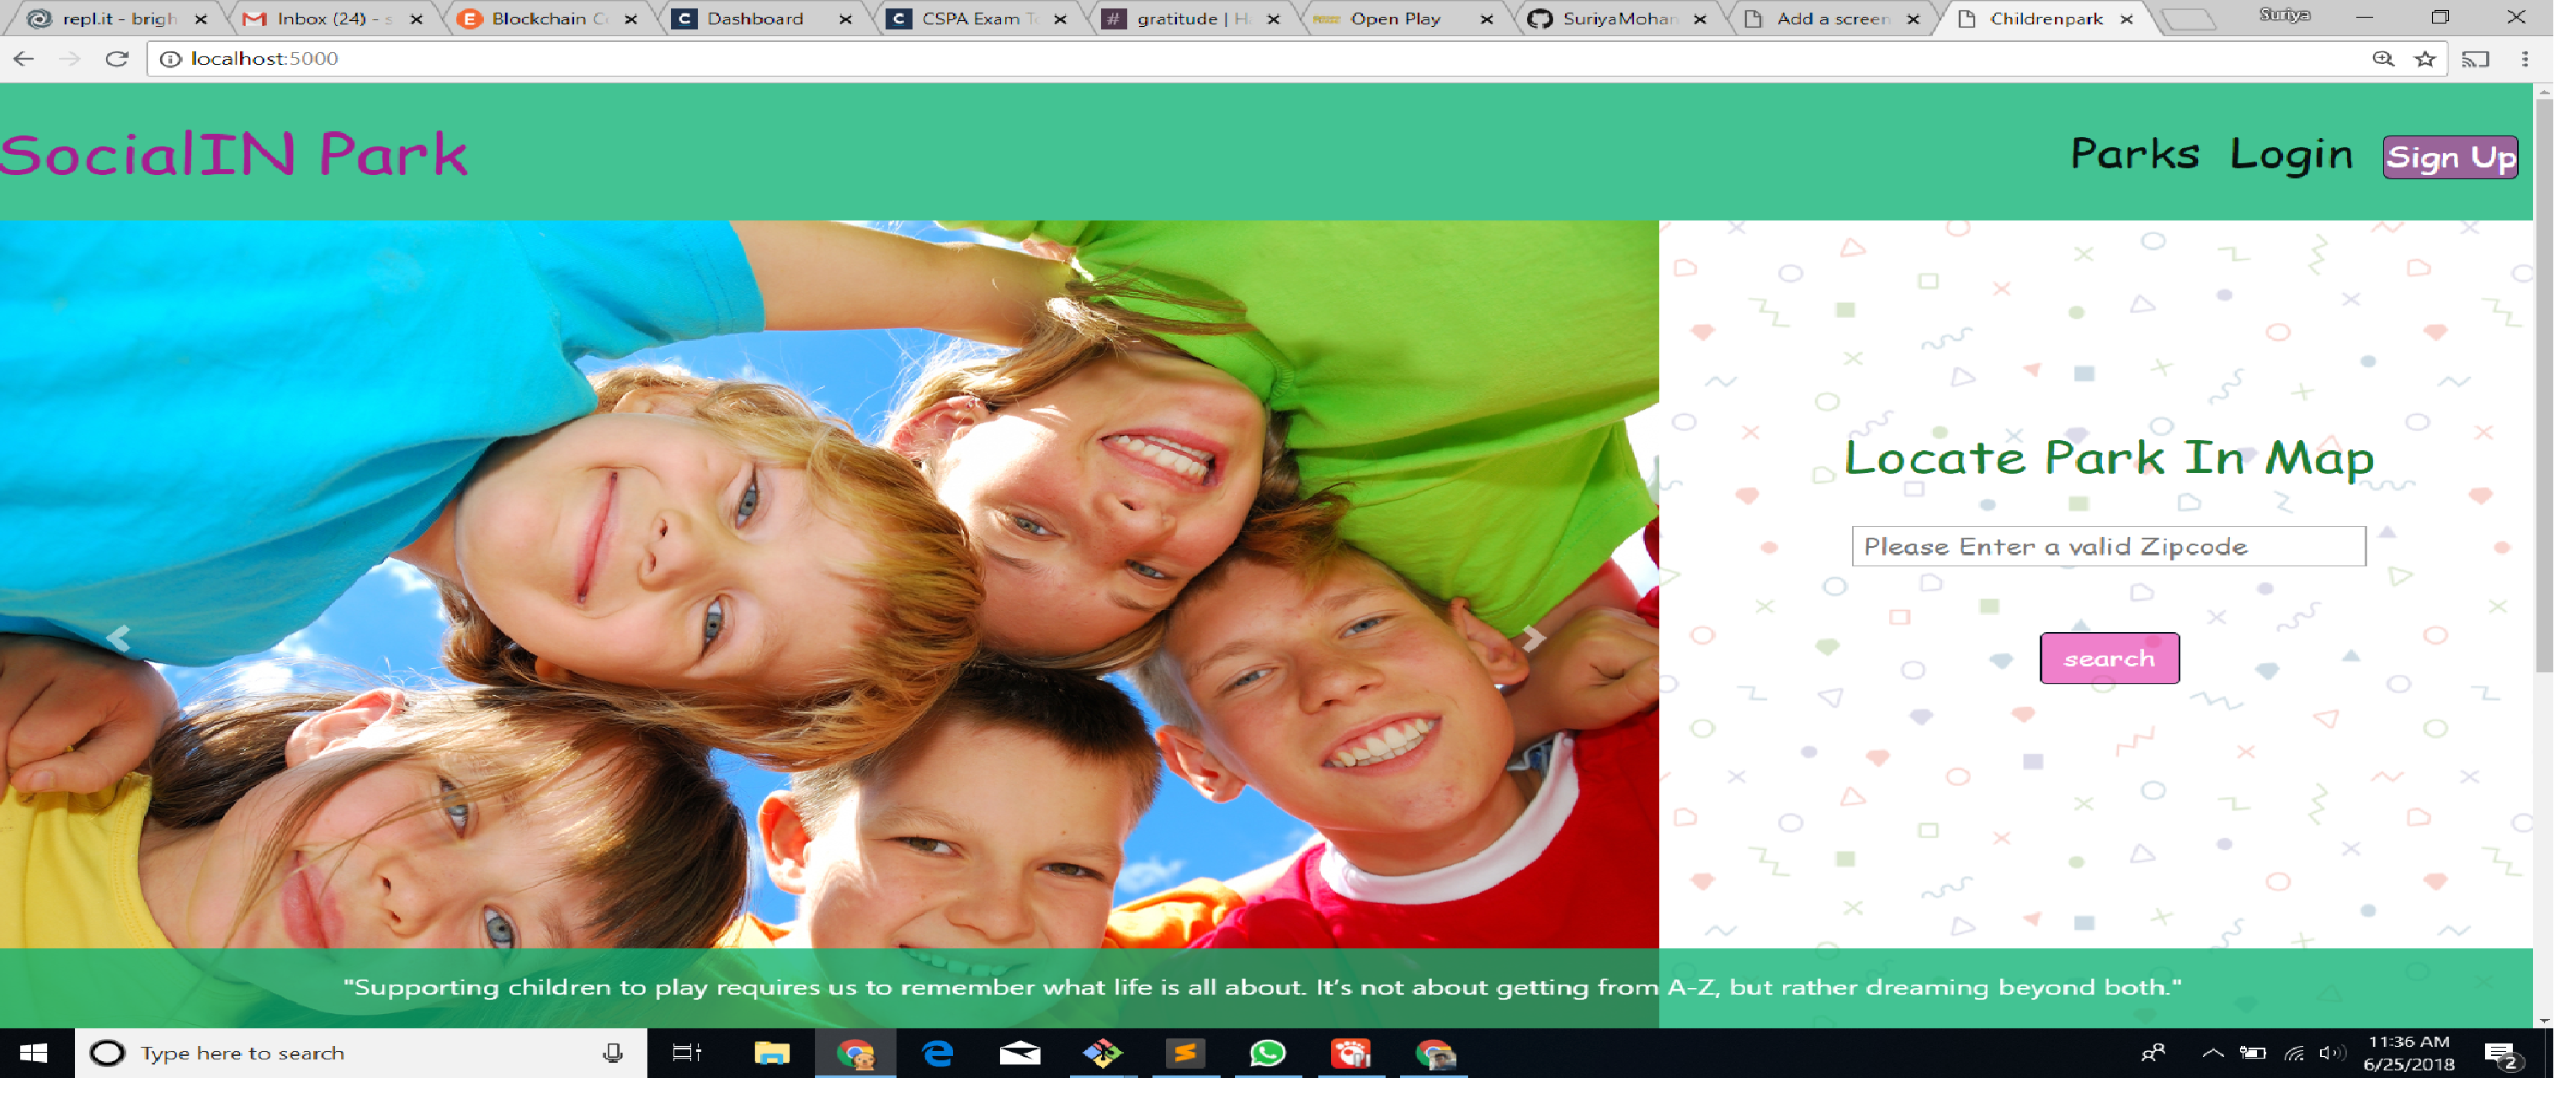 repl.it - brigh
Inbox (24) - s
Blockchain C
Dashboard
CSPA Exam T
gratitude | H
Open Play
SuriyaMohan
Add a screen
Childrenpark
Suriya
localhost:5000
SocialIN Park
Parks
Login
Sign Up
Locate Park In Map
Please Enter a valid Zipcode
search
"Supporting children to play requires us to remember what life is all about. It's not about getting from A-Z, but rather dreaming beyond both."
Type here to search
11:36 AM
6/25/2018
2